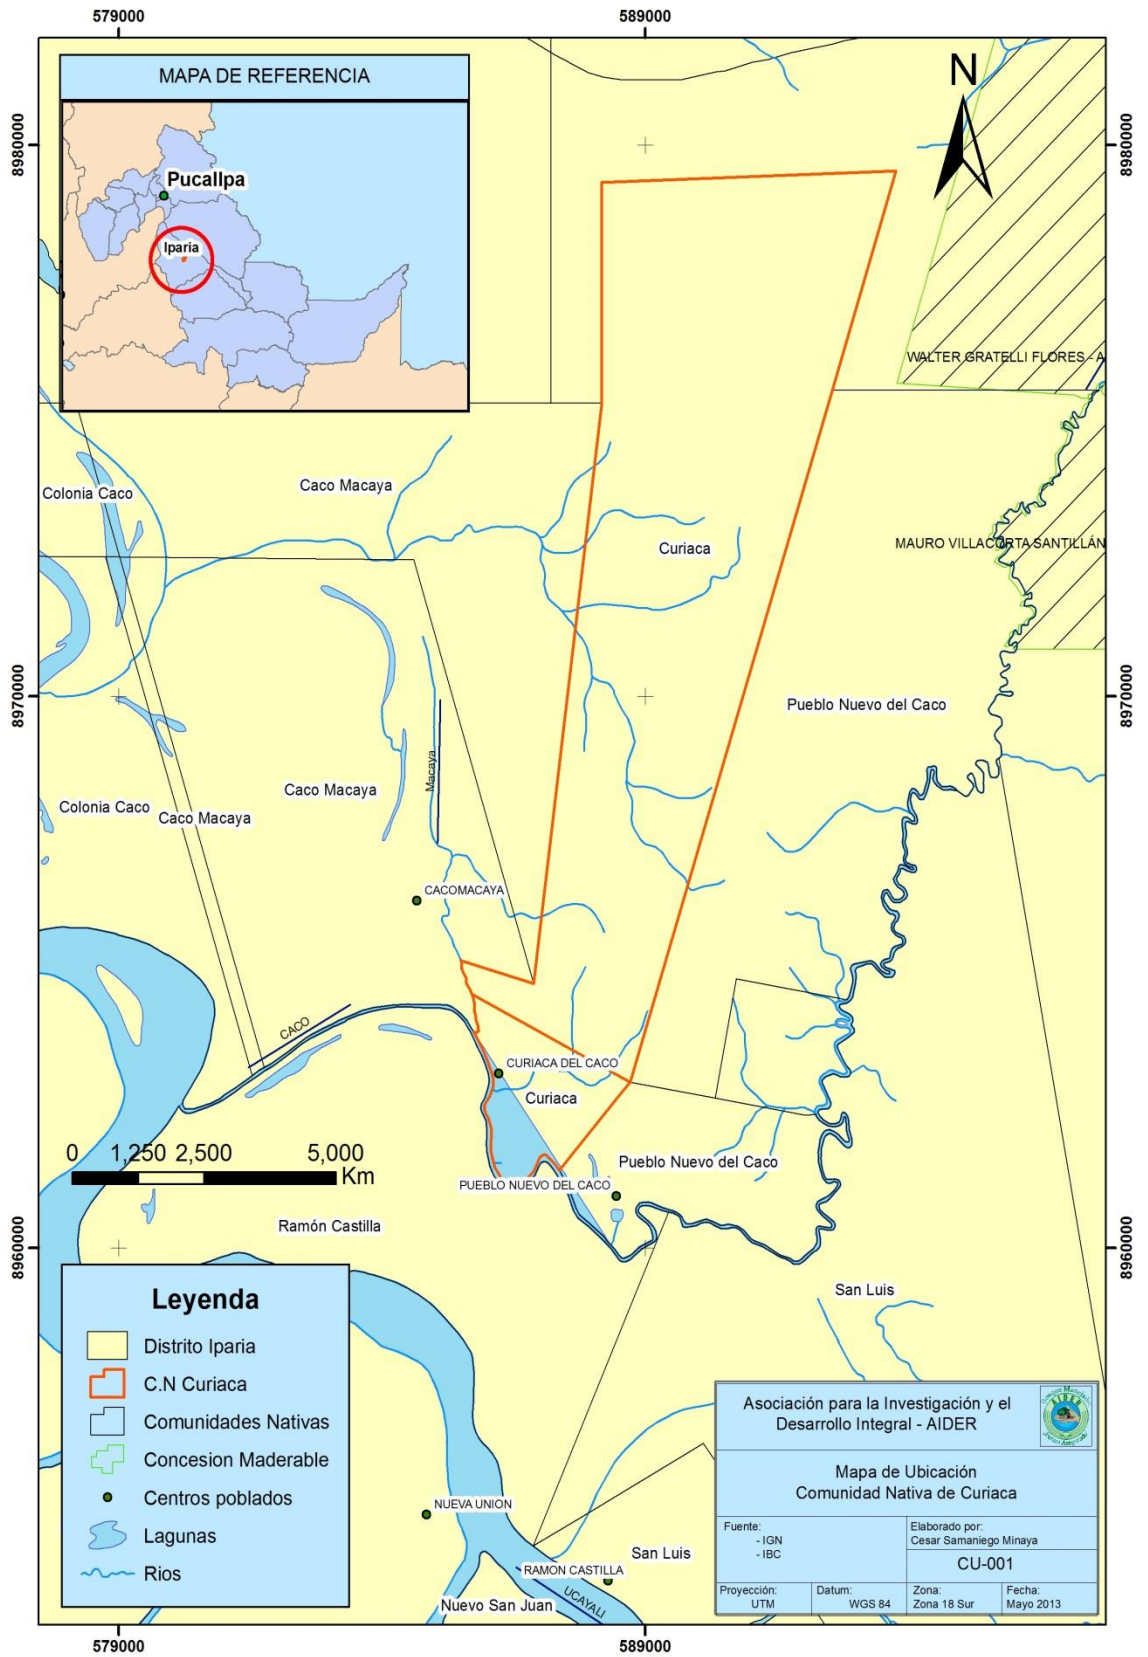 579000
589000
MAPA DE REFERENCIA
Pucallpa
Iparia
N
8980000
8980000
WALTER GRATELLI FLORES - A
Colonia Caco
Caco Macaya
Curiaca
MAURO VILLACORTA SANTILLÁN
8970000
8970000
Pueblo Nuevo del Caco
Macaya
Caco Macaya
Colonia Caco
Caco Macaya
CACOMACAYA
CACO
CURIACA DEL CACO
Curiaca
0 1,250 2,500 5,000
Km
Pueblo Nuevo del Caco
PUEBLO NUEVO DEL CACO
Ramón Castilla
8960000
8960000
San Luis
Leyenda
Distrito Iparia
C.N Curiaca
Comunidades Nativas
Concesion Maderable
Centros poblados
Lagunas
Rios
NUEVA UNION
San Luis
RAMON CASTILLA
UCAYALI
Nuevo San Juan
Asociación para la Investigación y el
Desarrollo Integral - AIDER
AIDER
Mapa de Ubicación
Comunidad Nativa de Curiaca
Fuente:
- IGN
- IBC
Elaborado por:
Cesar Samaniego Minaya
CU-001
Proyección:
UTM
Datum:
WGS 84
Zona:
Zona 18 Sur
Fecha:
Mayo 2013
579000
589000